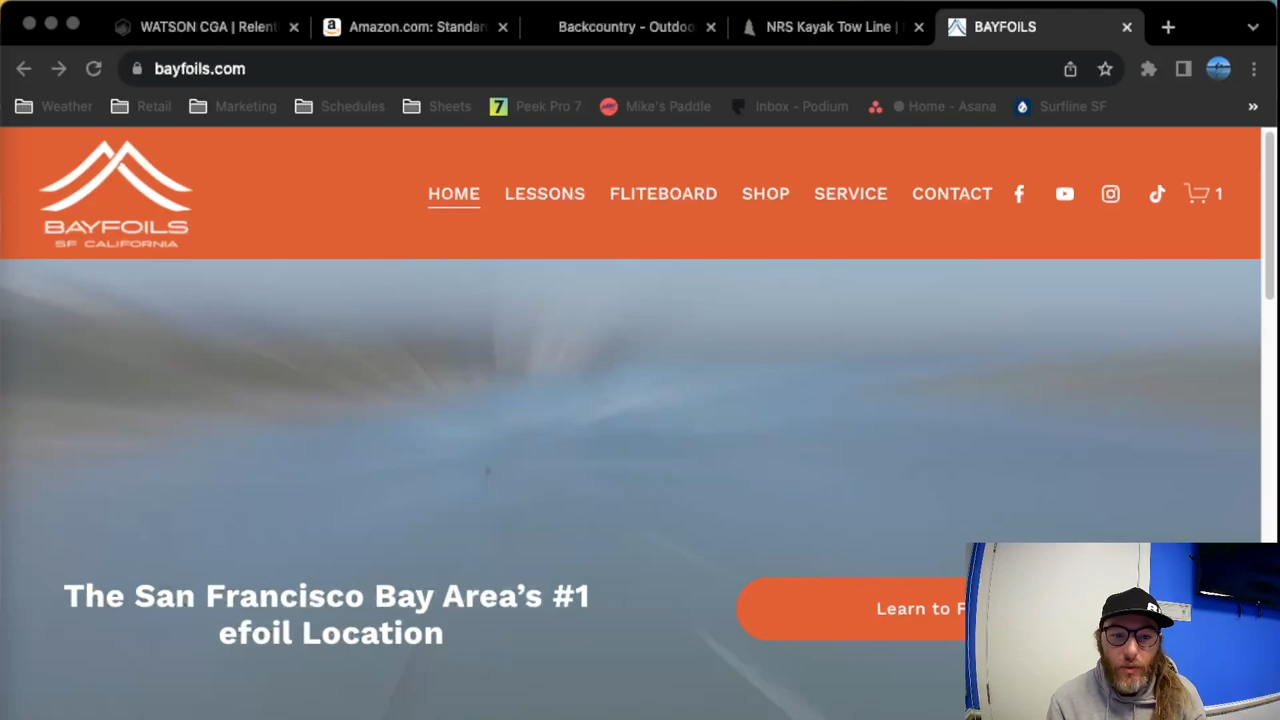 WATSON CGA | Relent
Amazon.com: Standar
Backcountry - Outdoo
NRS Kayak Tow Line |
BAYFOILS
bayfoils.com
Weather
Retail
Marketing
Schedules
Sheets
7 Peek Pro 7
Mike's Paddle
Inbox - Podium
Home - Asana
Surfline SF
BAYFOILS
SF CALIFORNIA
HOME
LESSONS
FLITEBOARD
SHOP
SERVICE
CONTACT
1
The San Francisco Bay Area's #1
efoil Location
Learn to F